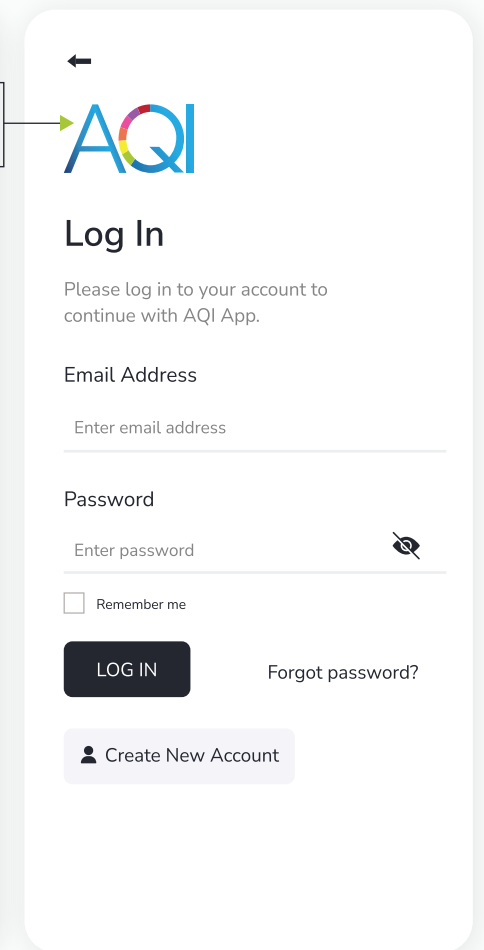 AQI
Log In
Please log in to your account to
continue with AQI App.
Email Address
Enter email address
Password
Enter password
Remember me
LOG IN
Forgot password?
Create New Account